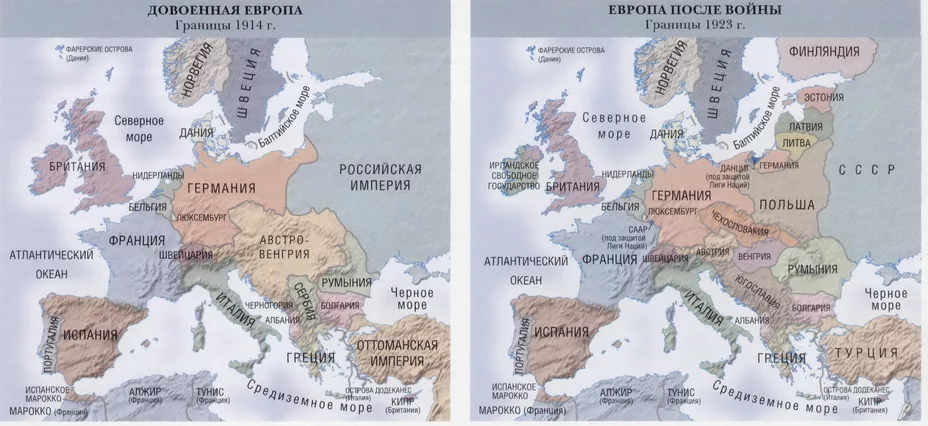 ДОВОЕННАЯ ЕВРОПА
Границы 1914 г.
ФАРЕРСКИЕ ОСТРОВА
(Дания)
НОРВЕГИЯ
ШВЕЦИЯ
Северное
море
Балтийское море
ДАНИЯ
БРИТАНИЯ
НИДЕРЛАНДЫ
ГЕРМАНИЯ
РОССИЙСКАЯ
ИМПЕРИЯ
БЕЛЬГИЯ
ЛЮКСЕМБУРГ
ФРАНЦИЯ
АВСТРО-
ВЕНГРИЯ
ШВЕЙЦАРИЯ
АТЛАНТИЧЕСКИЙ
ОКЕАН
РУМЫНИЯ
Черное
море
ИТАЛИЯ
СЕРБИЯ
ЧЕРНОГОРИЯ
БОЛГАРИЯ
АЛБАНИЯ
ПОРТУГАЛИЯ
ИСПАНИЯ
ОТТОМАНСКАЯ
ИМПЕРИЯ
ГРЕЦИЯ
ИСПАНСКОЕ
МАРОККО
МАРОККО (Франция)
АЛЖИР
(Франция)
ТУНИС
(Франция)
Средиземное море
ОСТРОВА ДОДЕКАНЕС
(Италия)
КИПР
(Британия)
ЕВРОПА ПОСЛЕ ВОЙНЫ
Границы 1923 г.
ФАРЕРСКИЕ ОСТРОВА
(Дания)
НОРВЕГИЯ
ШВЕЦИЯ
ФИНЛЯНДИЯ
ЭСТОНИЯ
Северное
море
Балтийское море
ДАНИЯ
ЛАТВИЯ
ЛИТВА
ИРЛАНДСКОЕ
СВОБОДНОЕ
ГОСУДАРСТВО
БРИТАНИЯ
НИДЕРЛАНДЫ
ДАНЦИГ
(под защитой
Лиги Наций)
ГЕРМАНИЯ
СССР
ГЕРМАНИЯ
ПОЛЬША
БЕЛЬГИЯ
ЛЮКСЕМБУРГ
ЧЕХОСЛОВАКИЯ
СААР
(под защитой
Лиги Наций)
ФРАНЦИЯ
ШВЕЙЦАРИЯ
АВСТРИЯ
ВЕНГРИЯ
РУМЫНИЯ
АТЛАНТИЧЕСКИЙ
ОКЕАН
ЮГОСЛАВИЯ
Черное
море
ИТАЛИЯ
БОЛГАРИЯ
АЛБАНИЯ
ПОРТУГАЛИЯ
ИСПАНИЯ
ГРЕЦИЯ
ТУРЦИЯ
ИСПАНСКОЕ
МАРОККО
МАРОККО (Франция)
АЛЖИР
(Франция)
ТУНИС
(Франция)
Средиземное море
ОСТРОВА ДОДЕКАНЕС
(Италия)
КИПР
(Британия)